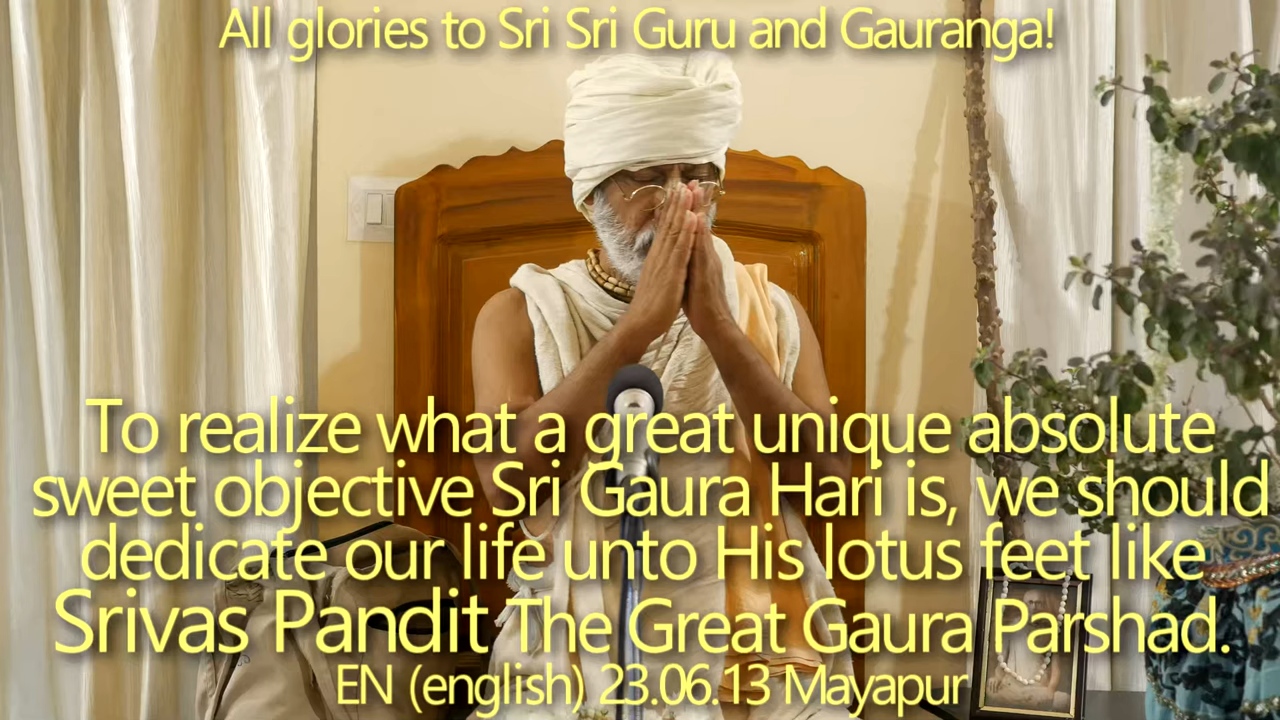 All glories to Sri Sri Guru and Gauranga!
To realize what a great unique absolute
sweet objective Sri Gaura Hari is, we should
dedicate our life unto His lotus feet like
Srivas Pandit The Great Gaura Parshad.
EN (english) 23.06.13 Mayapur